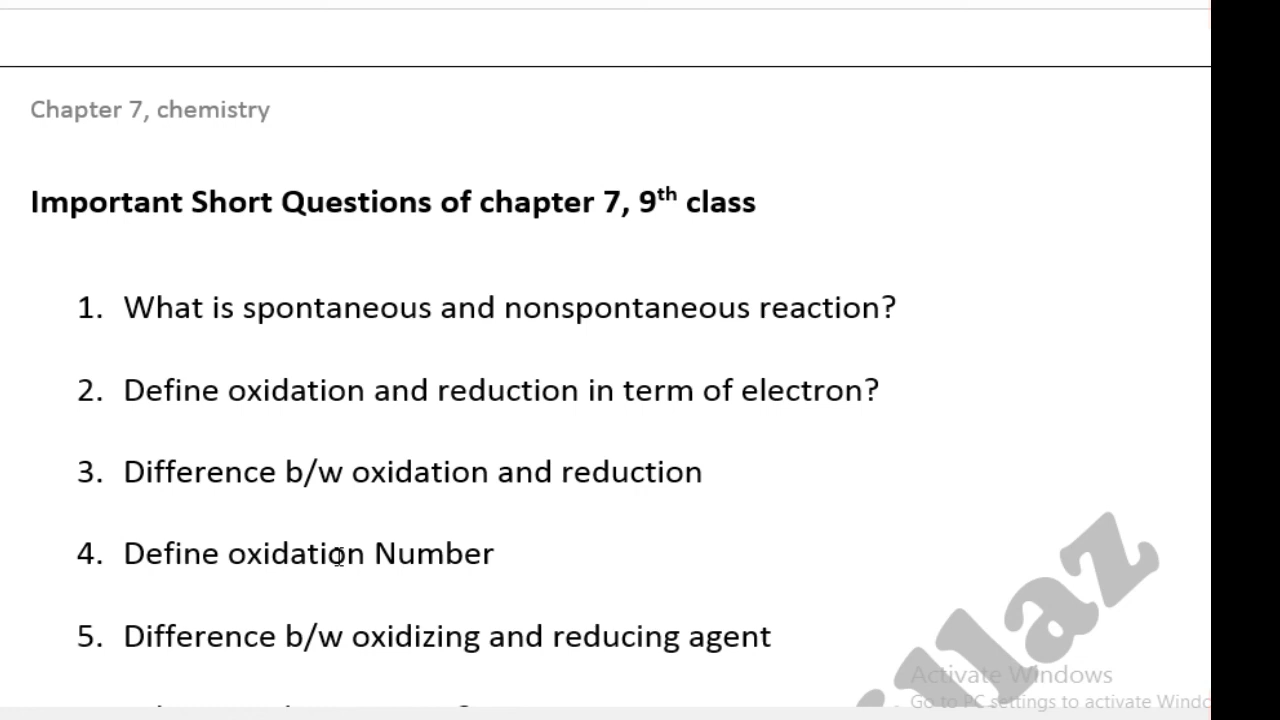 Chapter 7, chemistry
Important Short Questions of chapter 7, 9th class
1. What is spontaneous and nonspontaneous reaction?
2. Define oxidation and reduction in term of electron?
3. Difference b/w oxidation and reduction
4. Define oxidation Number
5. Difference b/w oxidizing and reducing agent
Activate Windows
Go to PC settings to activate